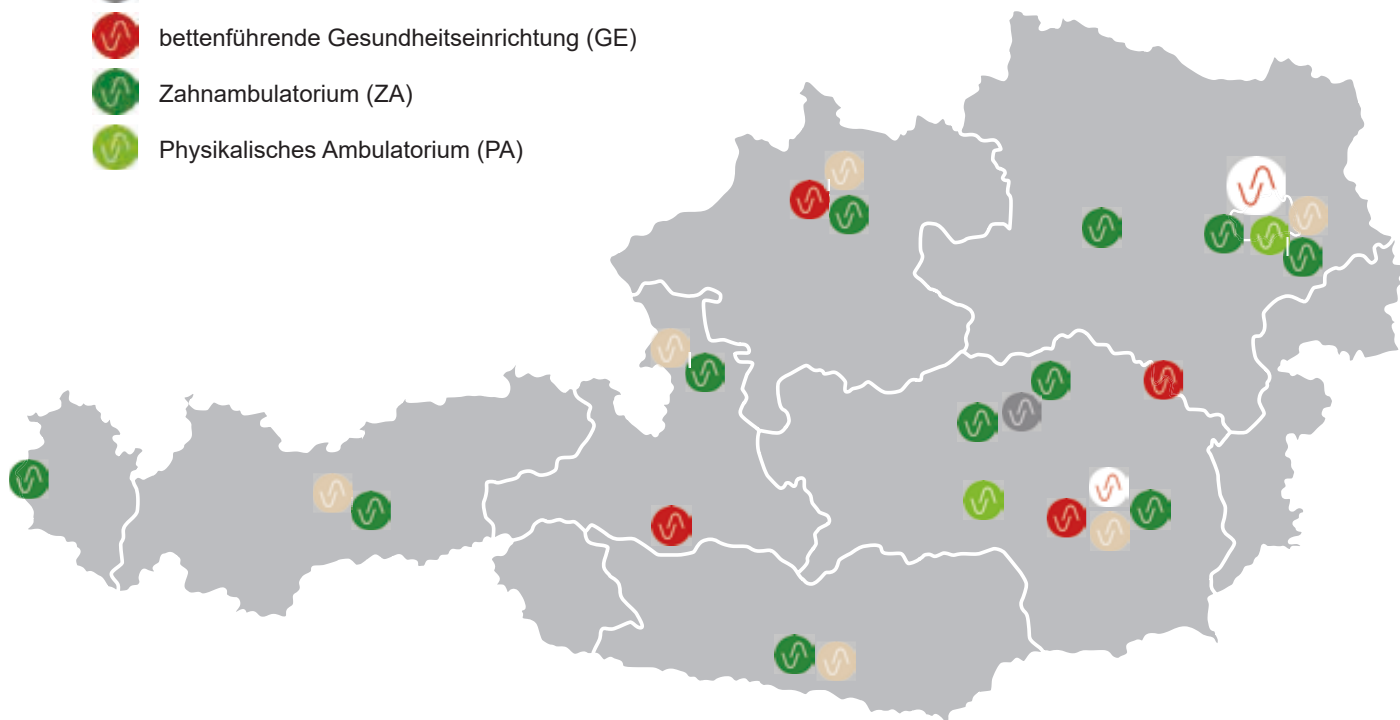 bettenführende Gesundheitseinrichtung (GE)
Zahnambulatorium (ZA)
Physikalisches Ambulatorium (PA)